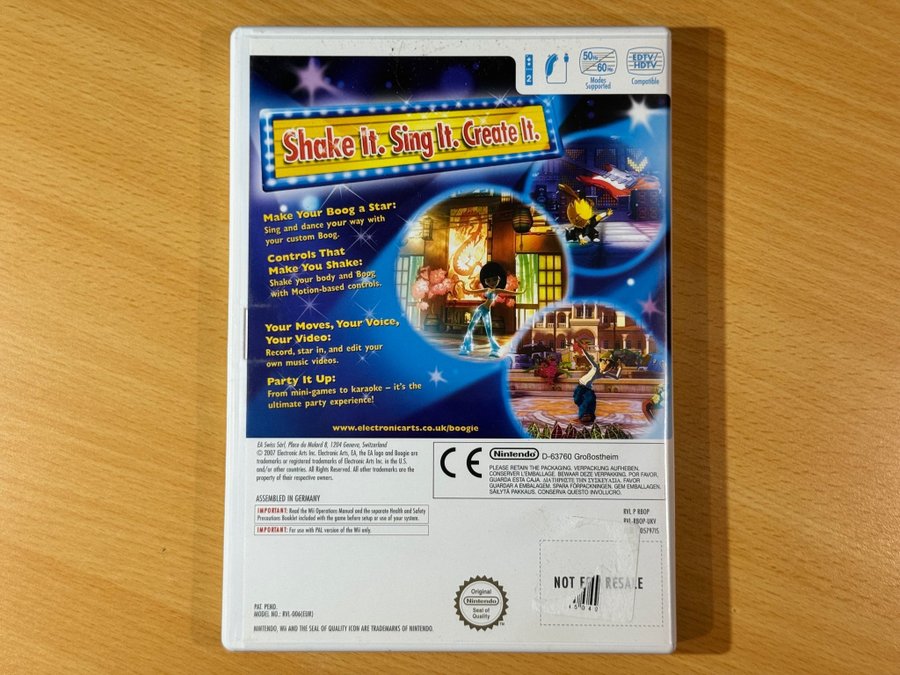 2
50Hz
60Hz
Modes
Supported
EDTV/
HDTV
Compatible
Shake It. Sing It. Create It.
Make Your Boog a Star:
Sing and dance your way with
your custom Boog.
Controls That
Make You Shake:
Shake your body and Boog
with Motion-based controls.
Your Moves, Your Voice,
Your Video:
Record, star in, and edit your
own music videos.
Party It Up:
From mini-games to karaoke – it's the
ultimate party experience!
www.electronicarts.co.uk/boogie
EA Swiss Sàrl, Place du Molard 8, 1204 Geneva, Switzerland
© 2007 Electronic Arts Inc. Electronic Arts, EA, the EA logo and Boogie are
trademarks or registered trademarks of Electronic Arts Inc. in the U.S.
and/or other countries. All Rights Reserved. All other trademarks are the
property of their respective owners.
CE
Nintendo D-63760 Großostheim
PLEASE RETAIN THE PACKAGING. VERPACKUNG AUFHEBEN.
CONSERVER L'EMBALLAGE. BEWAAR DEZE VERPAKKING. POR FAVOR,
GUARDA ESTA CAJA. ΔΙΑΤΗΡΗΣΤΕ ΤΗΝ ΣΥΣΚΕΥΑΣΙΑ. FAVOR
GUARDAR A EMBALAGEM. SPARA FÖRPACKNINGEN. GEM EMBALLAGEN.
SÄILYTÄ PAKKAUS. CONSERVA QUESTO INVOLUCRO.
ASSEMBLED IN GERMANY
IMPORTANT: Read the Wii Operations Manual and the separate Health and Safety
Precautions Booklet included with the game before setup or use of your system.
IMPORTANT: For use with PAL version of the Wii only.
RVL P RBOP
RVL-RBOP-UKV
05797IS
NOT FOR RESALE
45040
Original
Nintendo
Seal of
Quality
TM
PAT. PEND.
MODEL NO.: RVL-006(EUR)
NINTENDO, Wii AND THE SEAL OF QUALITY ICON ARE TRADEMARKS OF NINTENDO.